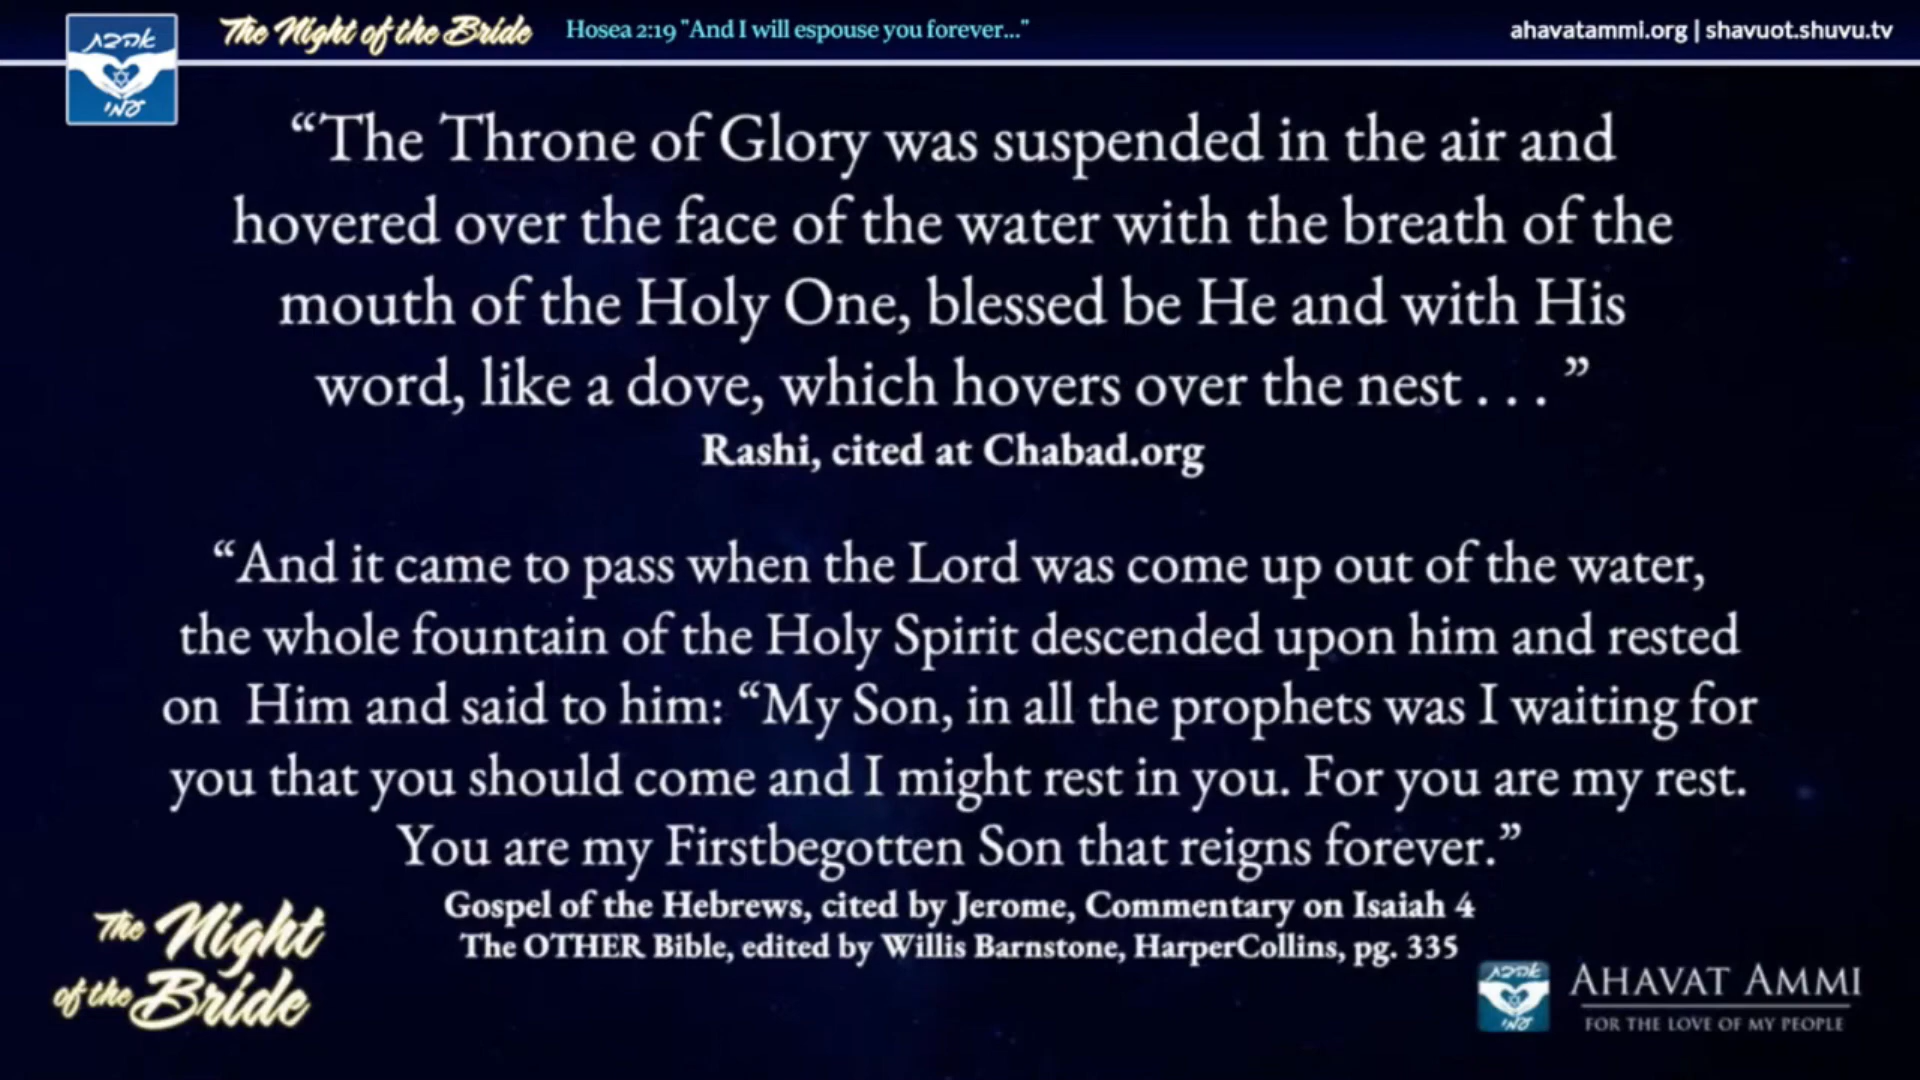 אהבת
עמי
The Night of the Bride
Hosea 2:19 "And I will espouse you forever..."
ahavatammi.org | shavuot.shuvu.tv
“The Throne of Glory was suspended in the air and
hovered over the face of the water with the breath of the
mouth of the Holy One, blessed be He and with His
word, like a dove, which hovers over the nest . . . ”
Rashi, cited at Chabad.org
“And it came to pass when the Lord was come up out of the water,
the whole fountain of the Holy Spirit descended upon him and rested
on Him and said to him: “My Son, in all the prophets was I waiting for
you that you should come and I might rest in you. For you are my rest.
You are my Firstbegotten Son that reigns forever.”
Gospel of the Hebrews, cited by Jerome, Commentary on Isaiah 4
The OTHER Bible, edited by Willis Barnstone, HarperCollins, pg. 335
The Night
of the Bride
אהבת
עמי
AHAVAT AMMI
FOR THE LOVE OF MY PEOPLE